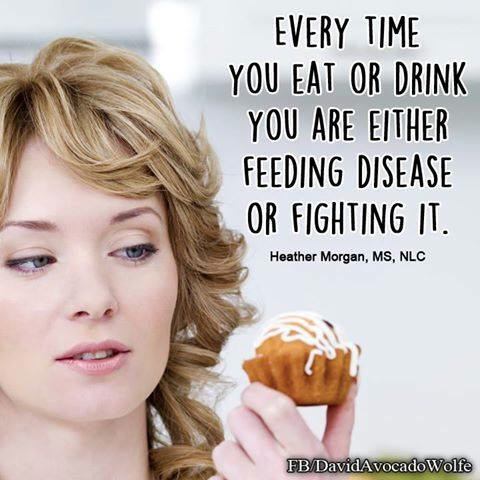 EVERY TIME
YOU EAT OR DRINK
YOU ARE EITHER
FEEDING DISEASE
OR FIGHTING IT.
Heather Morgan, MS, NLC
FB/DavidAvocadoWolfe